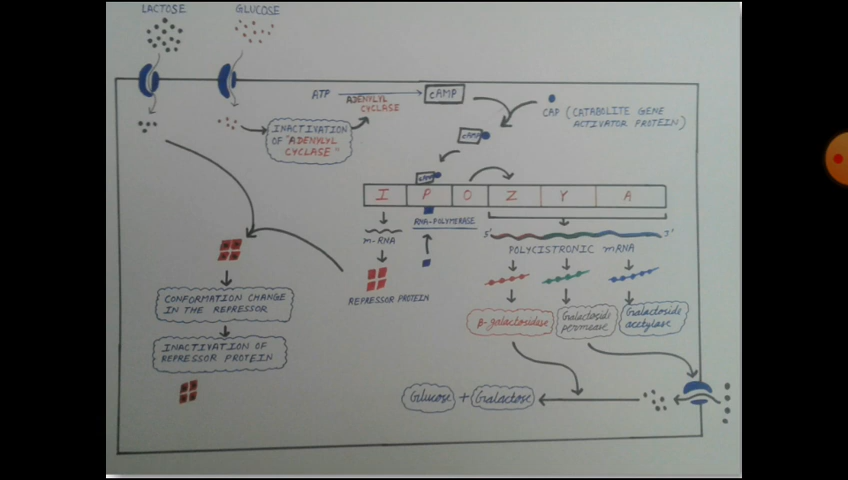 LACTOSE
GLUCOSE
ATP
ADENYLYL
CYCLASE
cAMP
CAP (CATABOLITE GENE
ACTIVATOR PROTEIN)
INACTIVATION
OF "ADENYLYL
CYCLASE"
cAMP
cAMP
I P O Z Y A
RNA-POLYMERASE
m-RNA
5' 3'
POLYCISTRONIC mRNA
REPRESSOR PROTEIN
CONFORMATION CHANGE
IN THE REPRESSOR
β-galactosidase
Galactoside
permease
Galactoside
acetylase
INACTIVATION OF
REPRESSOR PROTEIN
Glucose + Galactose